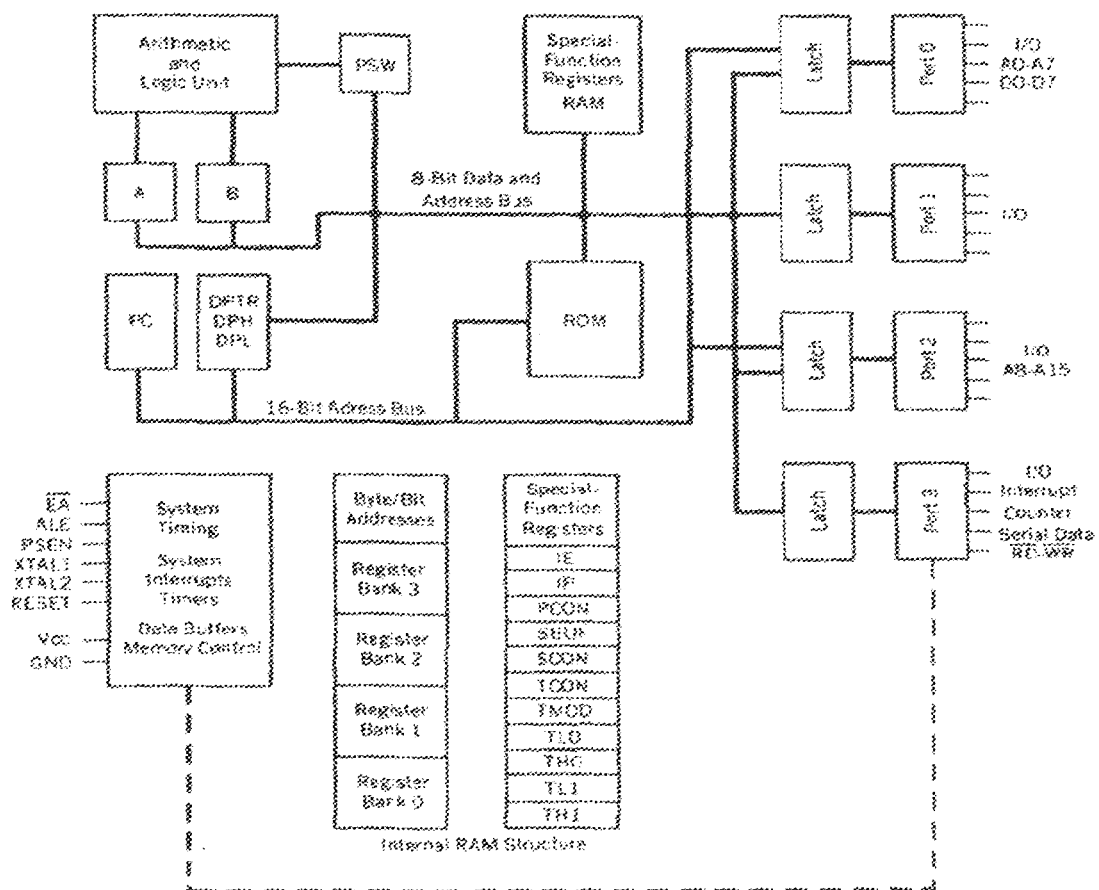 Arithmetic
and
Logic Unit
PSW
Special-
Function
Registers
RAM
Latch
Port 0
I/O
A0-A7
D0-D7
A
B
8-Bit Data and
Address Bus
Latch
Port 1
I/O
PC
DPTR
DPH
DPL
ROM
Latch
Port 2
I/O
A8-A15
16-Bit Adress Bus
EA
ALE
PSEN
XTAL1
XTAL2
RESET
Vcc
GND
System
Timing
System
Interrupts
Timers
Data Buffers
Memory Control
Byte/Bit
Addresses
Register
Bank 3
Register
Bank 2
Register
Bank 1
Register
Bank 0
Special-
Function
Registers
IE
IP
PCON
SBUF
SCON
TCON
TMOD
TL0
TH0
TL1
TH1
Internal RAM Structure
Latch
Port 3
I/O
Interrupt
Counter
Serial Data
RD-WR